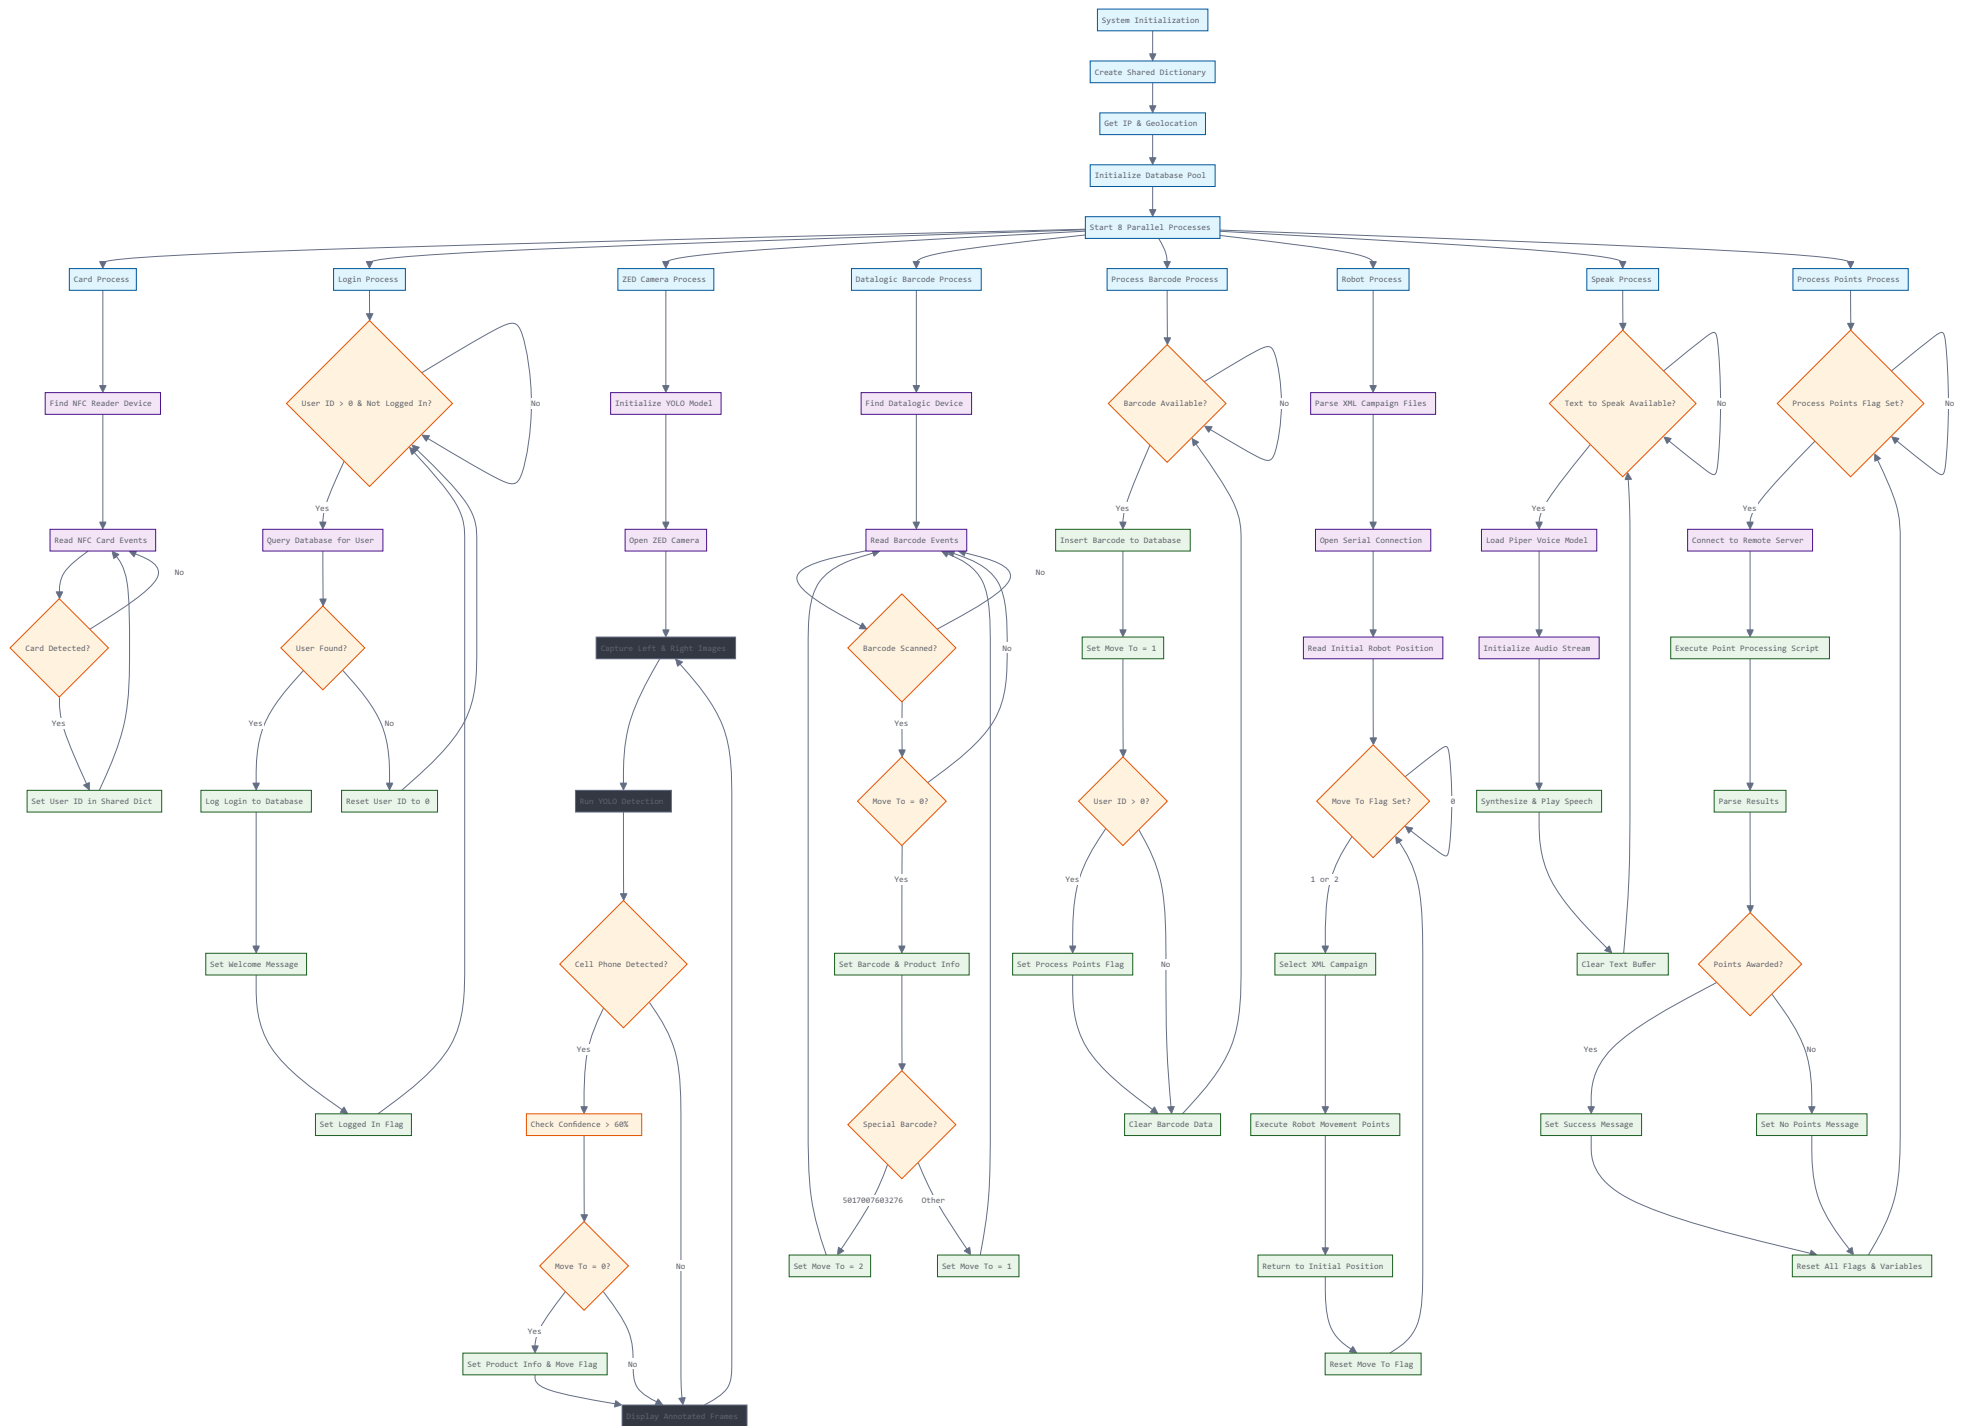 System Initialization
Create Shared Dictionary
Get IP & Geolocation
Initialize Database Pool
Start 8 Parallel Processes
Card Process
Login Process
ZED Camera Process
Datalogic Barcode Process
Process Barcode Process
Robot Process
Speak Process
Process Points Process
Find NFC Reader Device
User ID > 0 & Not Logged In?
No
Initialize YOLO Model
Find Datalogic Device
Barcode Available?
No
Parse XML Campaign Files
Text to Speak Available?
No
Process Points Flag Set?
No
Yes
Yes
Yes
Yes
Read NFC Card Events
Query Database for User
Open ZED Camera
Read Barcode Events
Insert Barcode to Database
Open Serial Connection
Load Piper Voice Model
Connect to Remote Server
No
No
Card Detected?
User Found?
Capture Left & Right Images
Barcode Scanned?
No
Set Move To = 1
Read Initial Robot Position
Initialize Audio Stream
Execute Point Processing Script
Yes
Yes
No
Yes
Set User ID in Shared Dict
Log Login to Database
Reset User ID to 0
Run YOLO Detection
Move To = 0?
User ID > 0?
Move To Flag Set?
0
Synthesize & Play Speech
Parse Results
Yes
Yes
1 or 2
Set Welcome Message
Cell Phone Detected?
Set Barcode & Product Info
Set Process Points Flag
No
Select XML Campaign
Clear Text Buffer
Points Awarded?
Yes
Yes
No
Set Logged In Flag
Check Confidence > 60%
Special Barcode?
Clear Barcode Data
Execute Robot Movement Points
Set Success Message
Set No Points Message
5017007603276
Other
Move To = 0?
No
Set Move To = 2
Set Move To = 1
Return to Initial Position
Reset All Flags & Variables
Yes
No
Set Product Info & Move Flag
Reset Move To Flag
Display Annotated Frames